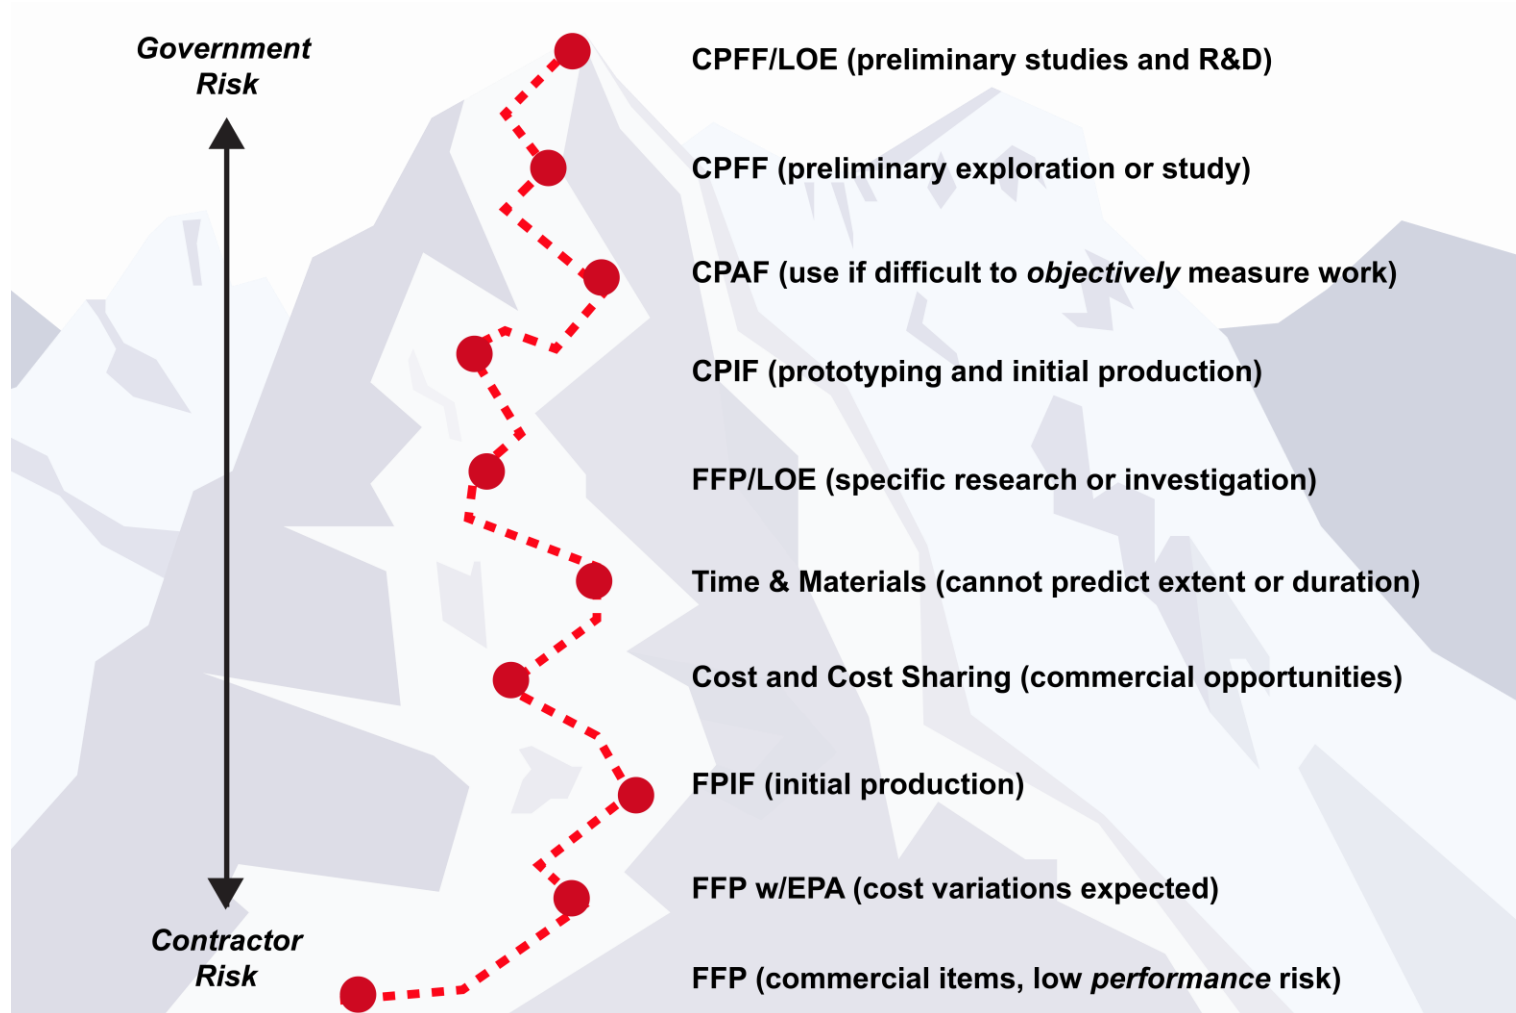 Government
Risk
CPFF/LOE (preliminary studies and R&D)
CPFF (preliminary exploration or study)
CPAF (use if difficult to objectively measure work)
CPIF (prototyping and initial production)
FFP/LOE (specific research or investigation)
Time & Materials (cannot predict extent or duration)
Cost and Cost Sharing (commercial opportunities)
FPIF (initial production)
FFP w/EPA (cost variations expected)
Contractor
Risk
FFP (commercial items, low performance risk)